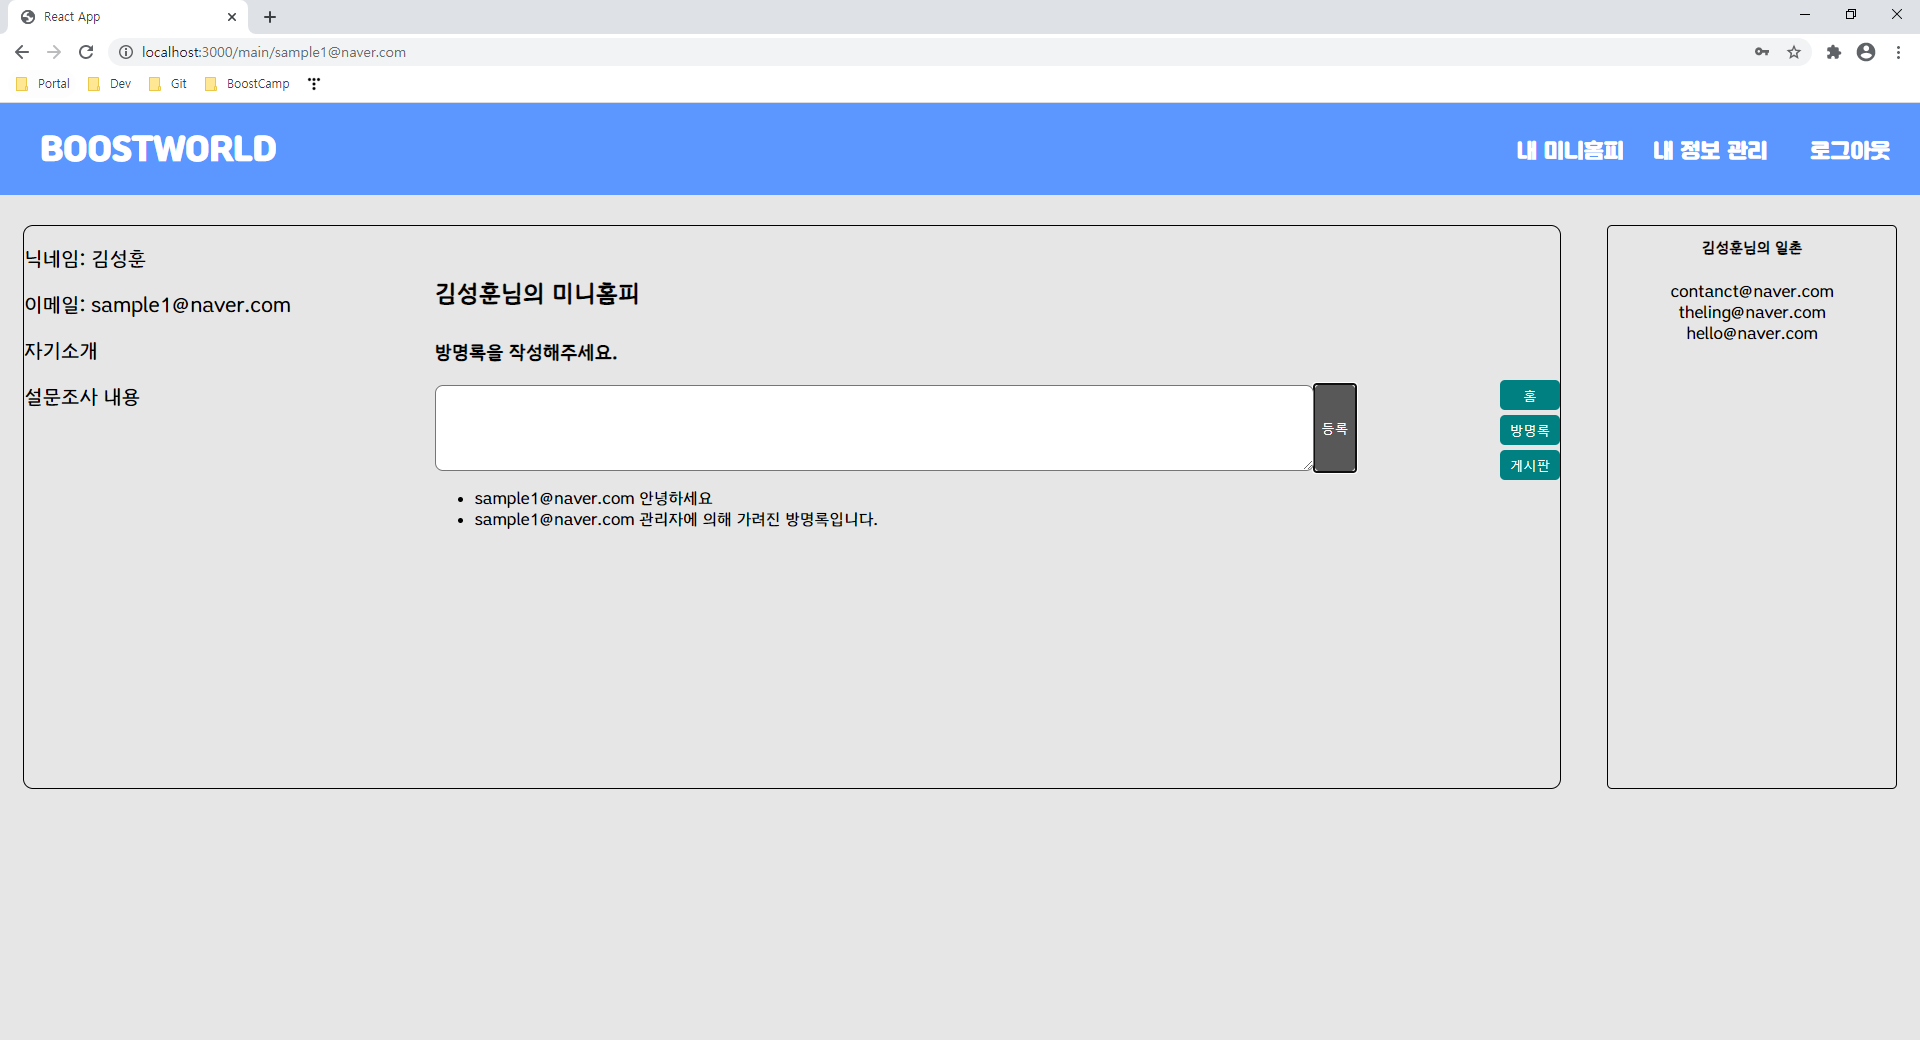 React App
localhost:3000/main/sample1@naver.com
Portal Dev Git BoostCamp
BOOSTWORLD
내 미니홈피 내 정보 관리 로그아웃
닉네임: 김성훈
이메일: sample1@naver.com
자기소개
설문조사 내용
김성훈님의 미니홈피
방명록을 작성해주세요.
등록
sample1@naver.com 안녕하세요
sample1@naver.com 관리자에 의해 가려진 방명록입니다.
홈
방명록
게시판
김성훈님의 일촌
contanct@naver.com
theling@naver.com
hello@naver.com